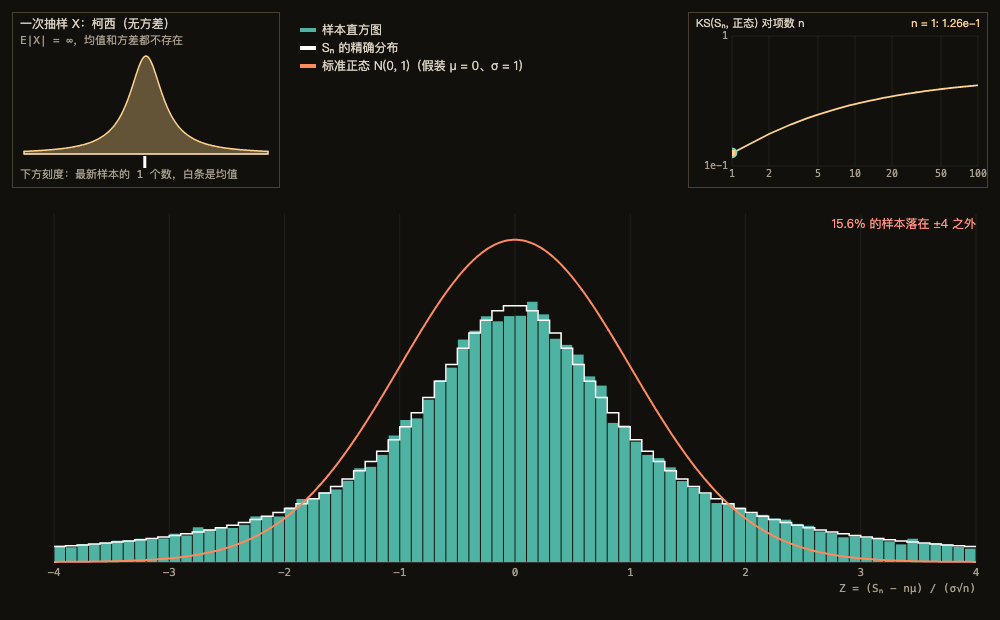 一次抽样 X：柯西（无方差）
E|X| = ∞，均值和方差都不存在
下方刻度：最新样本的 1 个数，白条是均值
样本直方图
Sₙ 的精确分布
标准正态 N(0, 1)（假装 μ = 0、σ = 1）
KS(Sₙ, 正态) 对项数 n
n = 1: 1.26e−1
1
1e−1
1 2 5 10 20 50 100
15.6% 的样本落在 ±4 之外
−4 −3 −2 −1 0 1 2 3 4
Z = (Sₙ − nμ) / (σ√n)